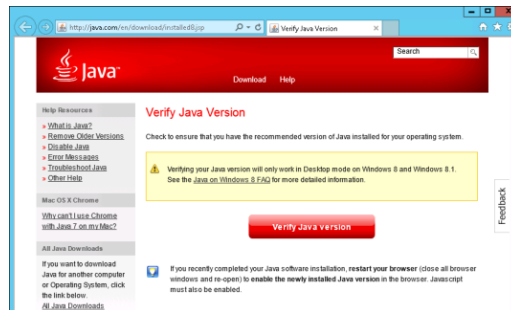 http://java.com/en/download/installed8.jsp
Verify Java Version
Java
Search
Download Help
Help Resources
» What is Java?
» Remove Older Versions
» Disable Java
» Error Messages
» Troubleshoot Java
» Other Help
Mac OS X Chrome
Why can't I use Chrome
with Java 7 on my Mac?
All Java Downloads
If you want to download
Java for another computer
or Operating System, click
the link below.
All Java Downloads
Verify Java Version
Check to ensure that you have the recommended version of Java installed for your operating system.
Verifying your Java version will only work in Desktop mode on Windows 8 and Windows 8.1.
See the Java on Windows 8 FAQ for more detailed information.
Verify Java version
If you recently completed your Java software installation, restart your browser (close all browser
windows and re-open) to enable the newly installed Java version in the browser. Javascript
must also be enabled.
Feedback